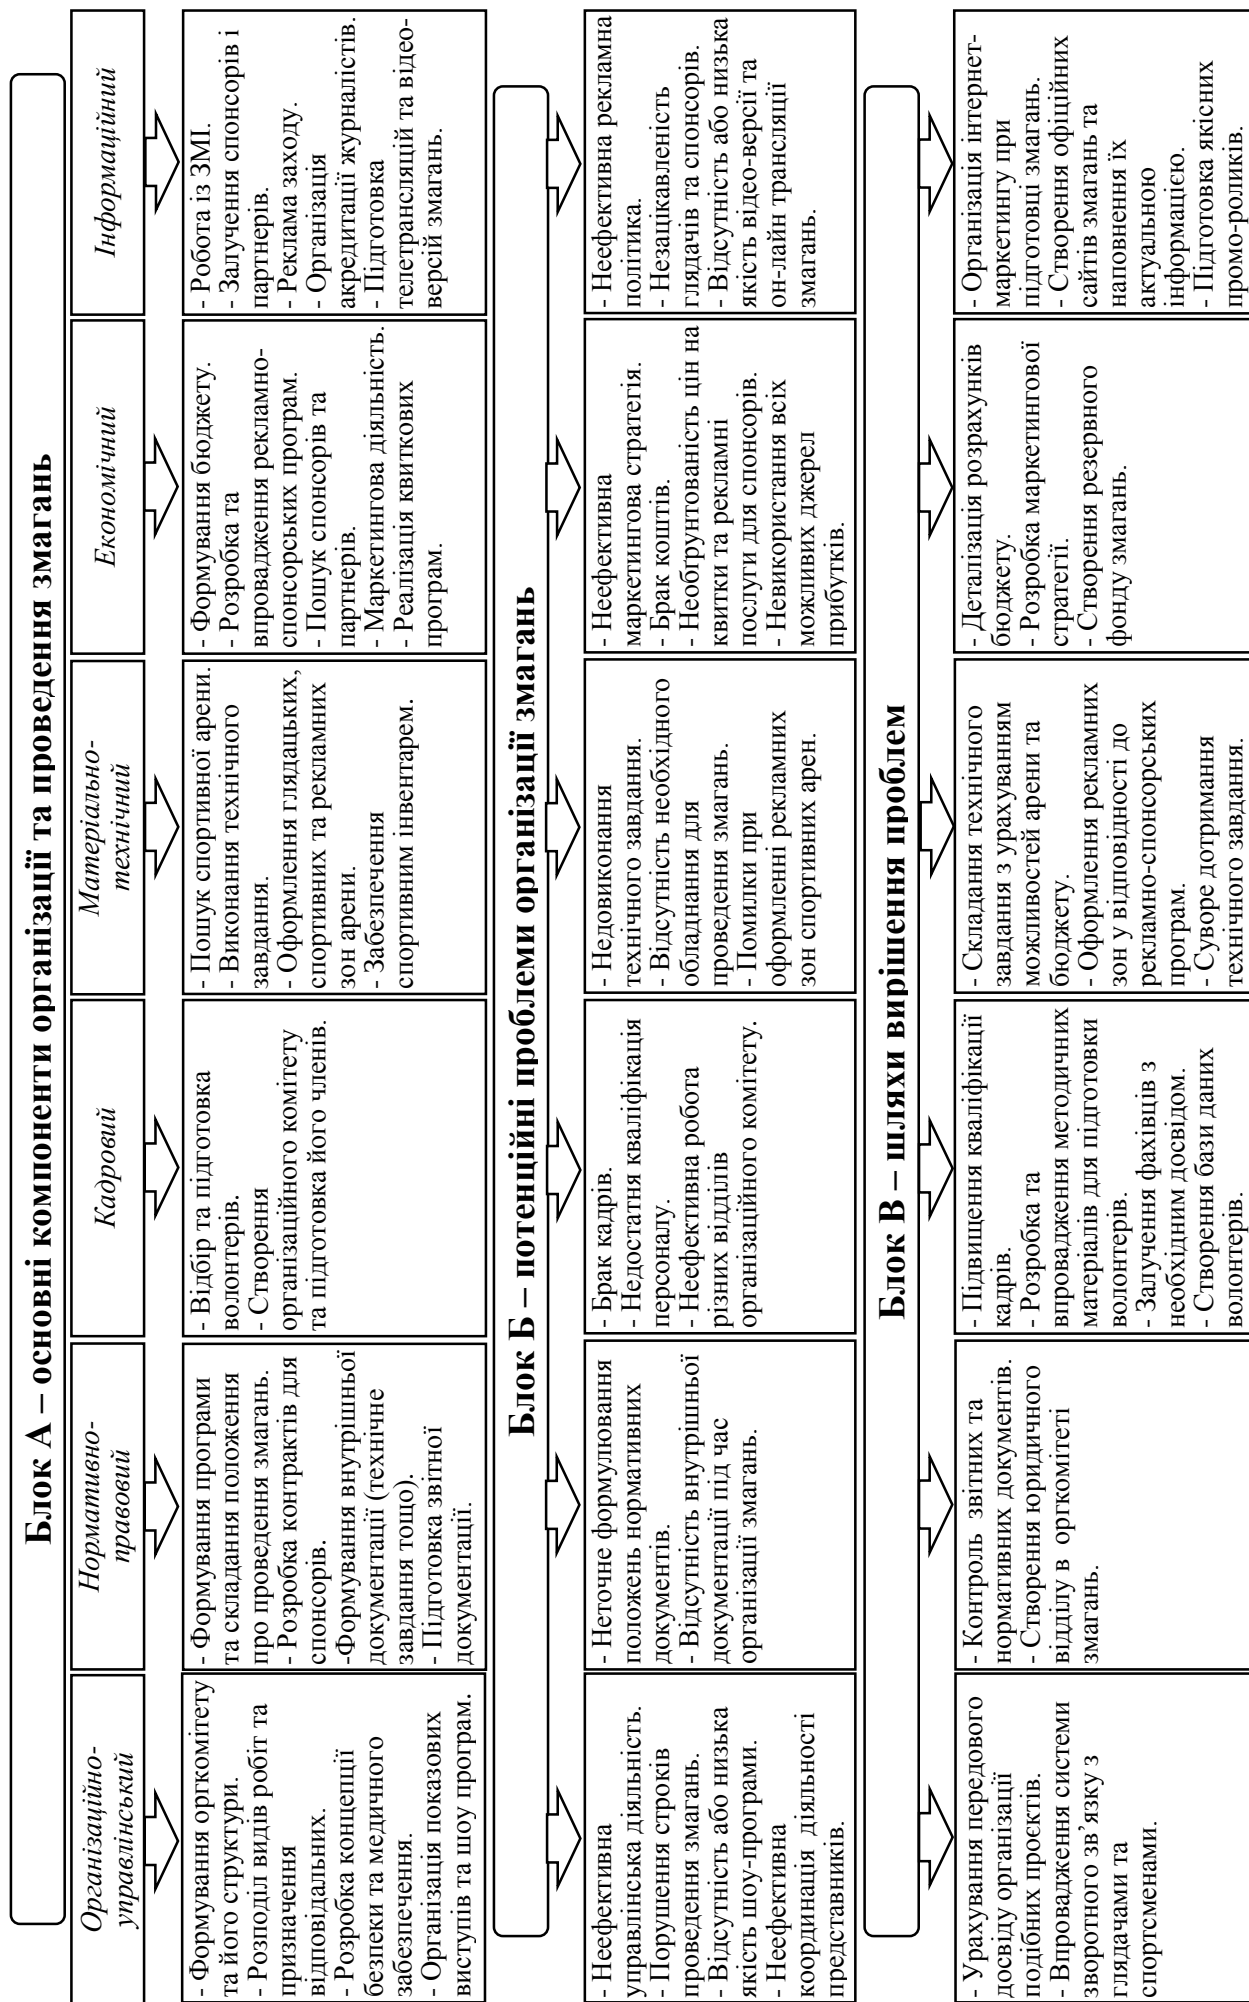 Блок А – основні компоненти організації та проведення змагань
Організаційно-
управлінський
Нормативно-
правовий
Кадровий
Матеріально-
технічний
Економічний
Інформаційний
- Формування оргкомітету
та його структури.
- Розподіл видів робіт та
призначення
відповідальних.
- Розробка концепції
безпеки та медичного
забезпечення.
- Організація показових
виступів та шоу програм.
- Формування програми
та складання положення
про проведення змагань.
- Розробка контрактів для
спонсорів.
-Формування внутрішньої
документації (технічне
завдання тощо).
- Підготовка звітної
документації.
- Відбір та підготовка
волонтерів.
- Створення
організаційного комітету
та підготовка його членів.
- Пошук спортивної арени.
- Виконання технічного
завдання.
- Оформлення глядацьких,
спортивних та рекламних
зон арени.
- Забезпечення
спортивним інвентарем.
- Формування бюджету.
- Розробка та
впровадження рекламно-
спонсорських програм.
- Пошук спонсорів та
партнерів.
- Маркетингова діяльність.
- Реалізація квиткових
програм.
- Робота із ЗМІ.
- Залучення спонсорів і
партнерів.
- Реклама заходу.
- Організація
акредитації журналістів.
- Підготовка
телетрансляцій та відео-
версій змагань.
Блок Б – потенційні проблеми організації змагань
- Неефективна
управлінська діяльність.
- Порушення строків
проведення змагань.
- Відсутність або низька
якість шоу-програми.
- Неефективна
координація діяльності
представників.
- Неточне формулювання
положень нормативних
документів.
- Відсутність внутрішньої
документації під час
організації змагань.
- Брак кадрів.
- Недостатня кваліфікація
персоналу.
- Неефективна робота
різних відділів
організаційного комітету.
- Недовиконання
технічного завдання.
- Відсутність необхідного
обладнання для
проведення змагань.
- Помилки при
оформленні рекламних
зон спортивних арен.
- Неефективна
маркетингова стратегія.
- Брак коштів.
- Необґрунтованість цін на
квитки та рекламні
послуги для спонсорів.
- Невикористання всіх
можливих джерел
прибутків.
- Неефективна рекламна
політика.
- Незацікавленість
глядачів та спонсорів.
- Відсутність або низька
якість відео-версії та
он-лайн трансляції
змагань.
Блок В – шляхи вирішення проблем
- Урахування передового
досвіду організації
подібних проєктів.
- Впровадження системи
зворотного зв’язку з
глядачами та
спортсменами.
- Контроль звітних та
нормативних документів.
- Створення юридичного
відділу в оргкомітеті
змагань.
- Підвищення кваліфікації
кадрів.
- Розробка та
впровадження методичних
матеріалів для підготовки
волонтерів.
- Залучення фахівців з
необхідним досвідом.
- Створення бази даних
волонтерів.
- Складання технічного
завдання з урахуванням
можливостей арени та
бюджету.
- Оформлення рекламних
зон у відповідності до
рекламно-спонсорських
програм.
- Суворе дотримання
технічного завдання.
- Деталізація розрахунків
бюджету.
- Розробка маркетингової
стратегії.
- Створення резервного
фонду змагань.
- Організація інтернет-
маркетингу при
підготовці змагань.
- Створення офіційних
сайтів змагань та
наповнення їх
актуальною
інформацією.
- Підготовка якісних
промо-роликів.